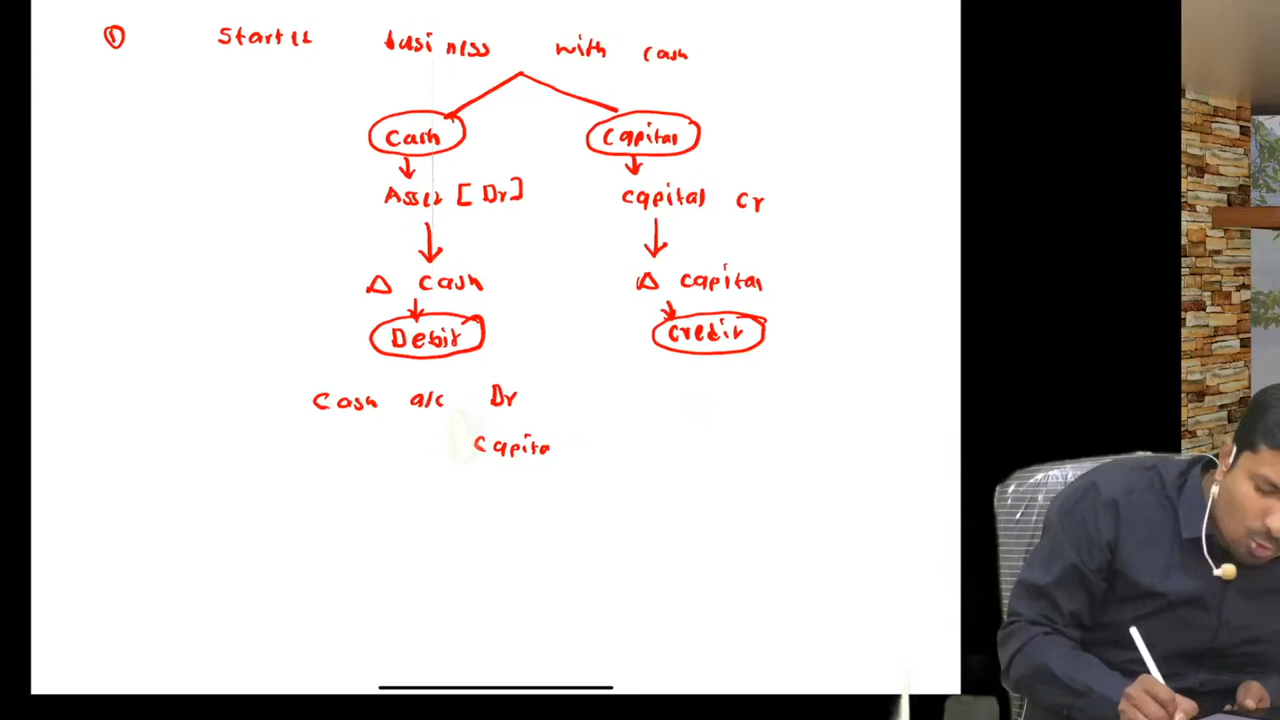 ① Started business with cash
Cash Capital
Asset [Dr] Capital Cr
Δ Cash Δ Capital
Debit Credit
Cash a/c Dr
Capita